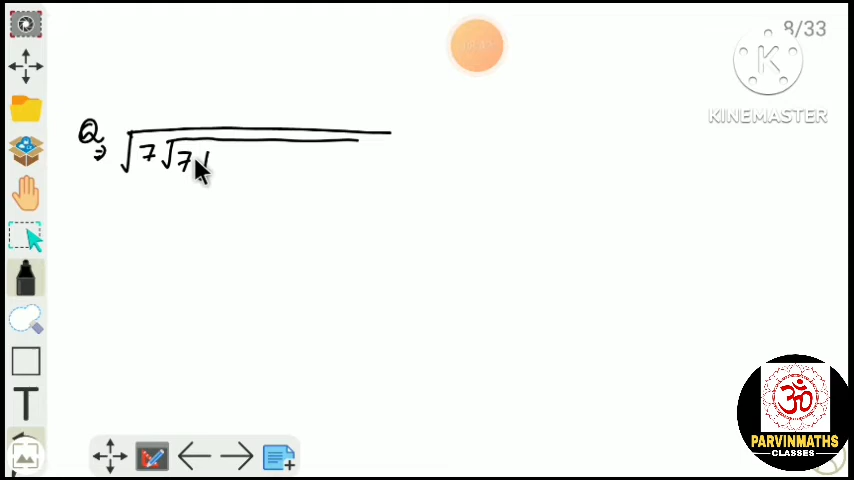 8/33
KINEMASTER
Q
⇒ √7√7
T
ॐ
PARVINMATHS
CLASSES